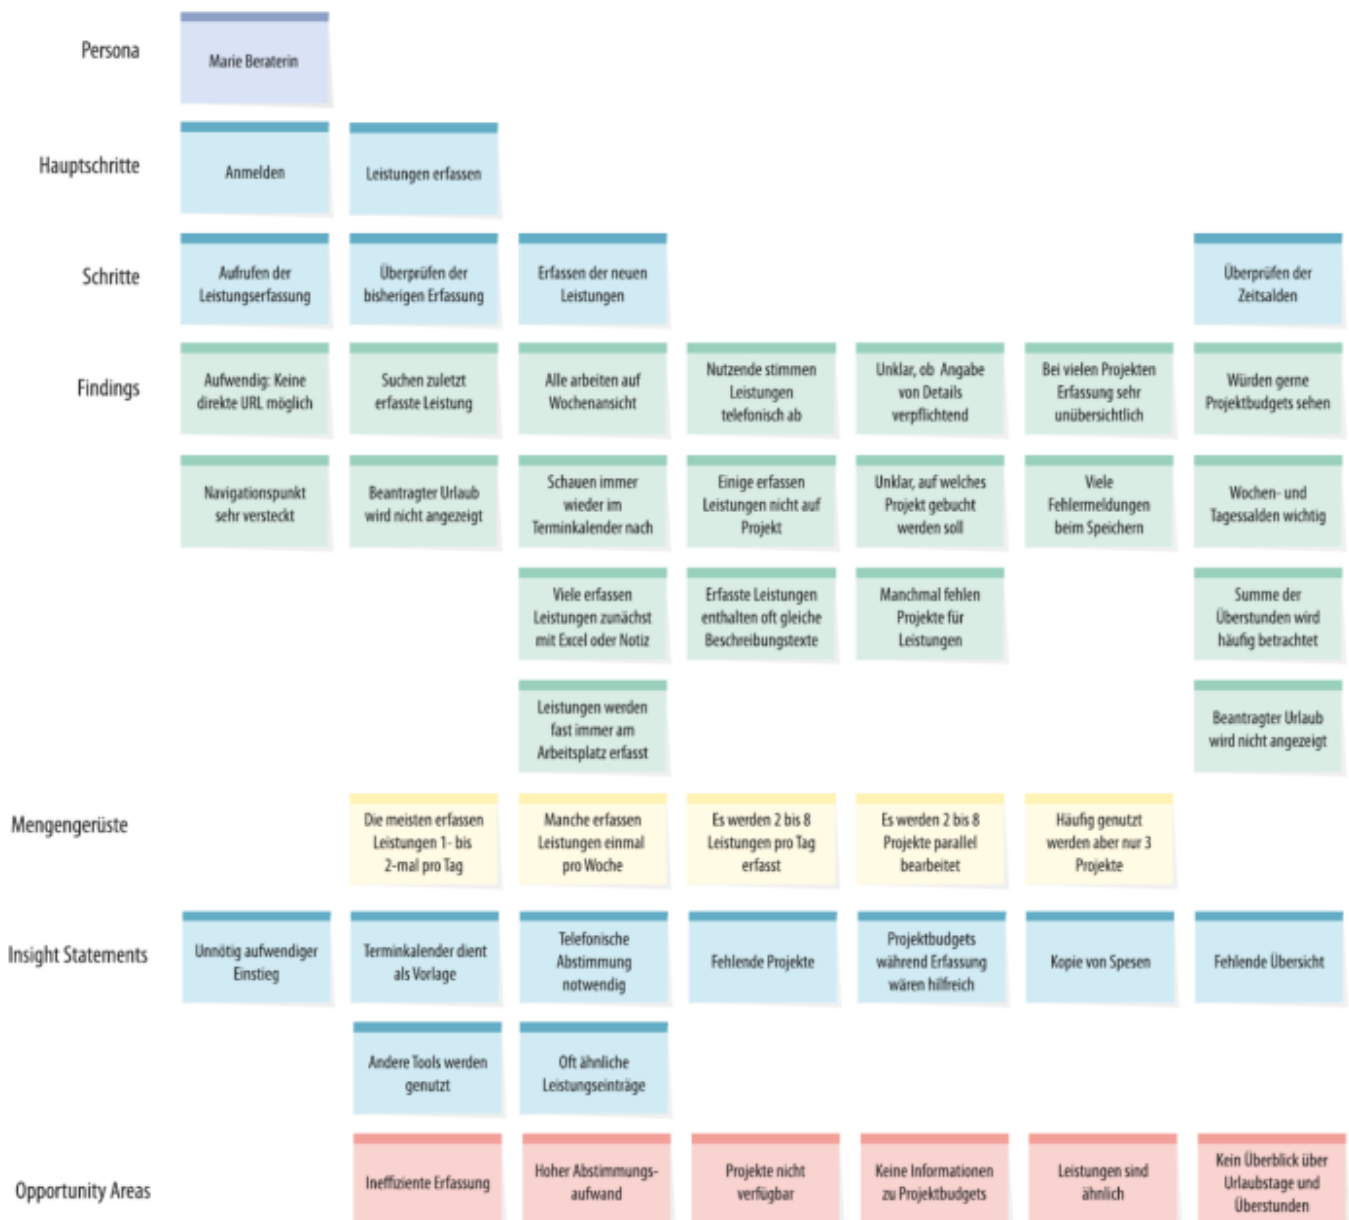 Persona
Marie Beraterin
Hauptschritte
Anmelden
Leistungen erfassen
Schritte
Aufrufen der
Leistungserfassung
Überprüfen der
bisherigen Erfassung
Erfassen der neuen
Leistungen
Überprüfen der
Zeitsalden
Findings
Aufwendig: Keine
direkte URL möglich
Suchen zuletzt
erfasste Leistung
Alle arbeiten auf
Wochenansicht
Nutzende stimmen
Leistungen
telefonisch ab
Unklar, ob Angabe
von Details
verpflichtend
Bei vielen Projekten
Erfassung sehr
unübersichtlich
Würden gerne
Projektbudgets sehen
Navigationspunkt
sehr versteckt
Beantragter Urlaub
wird nicht angezeigt
Schauen immer
wieder im
Terminkalender nach
Einige erfassen
Leistungen nicht auf
Projekt
Unklar, auf welches
Projekt gebucht
werden soll
Viele
Fehlermeldungen
beim Speichern
Wochen- und
Tagessalden wichtig
Viele erfassen
Leistungen zunächst
mit Excel oder Notiz
Erfasste Leistungen
enthalten oft gleiche
Beschreibungstexte
Manchmal fehlen
Projekte für
Leistungen
Summe der
Überstunden wird
häufig betrachtet
Leistungen werden
fast immer am
Arbeitsplatz erfasst
Beantragter Urlaub
wird nicht angezeigt
Mengengerüste
Die meisten erfassen
Leistungen 1- bis
2-mal pro Tag
Manche erfassen
Leistungen einmal
pro Woche
Es werden 2 bis 8
Leistungen pro Tag
erfasst
Es werden 2 bis 8
Projekte parallel
bearbeitet
Häufig genutzt
werden aber nur 3
Projekte
Insight Statements
Unnötig aufwendiger
Einstieg
Terminkalender dient
als Vorlage
Telefonische
Abstimmung
notwendig
Fehlende Projekte
Projektbudgets
während Erfassung
wären hilfreich
Kopie von Spesen
Fehlende Übersicht
Andere Tools werden
genutzt
Oft ähnliche
Leistungseinträge
Opportunity Areas
Ineffiziente Erfassung
Hoher Abstimmungs-
aufwand
Projekte nicht
verfügbar
Keine Informationen
zu Projektbudgets
Leistungen sind
ähnlich
Kein Überblick über
Urlaubstage und
Überstunden